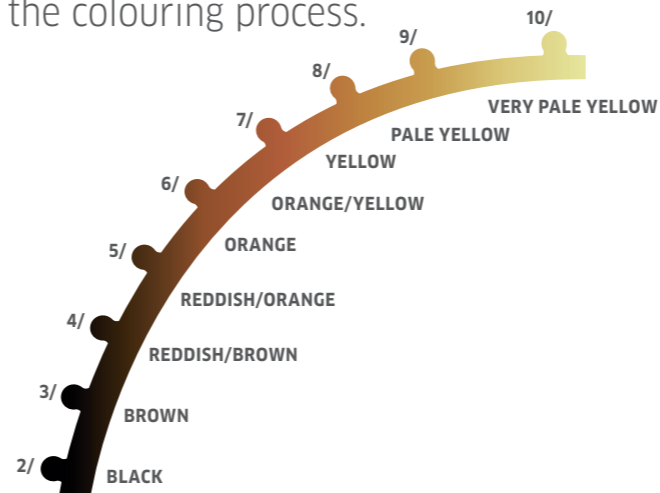 the colouring process.
10/
9/
8/
VERY PALE YELLOW
7/
PALE YELLOW
YELLOW
6/
ORANGE/YELLOW
5/
ORANGE
REDDISH/ORANGE
4/
REDDISH/BROWN
3/
BROWN
2/
BLACK